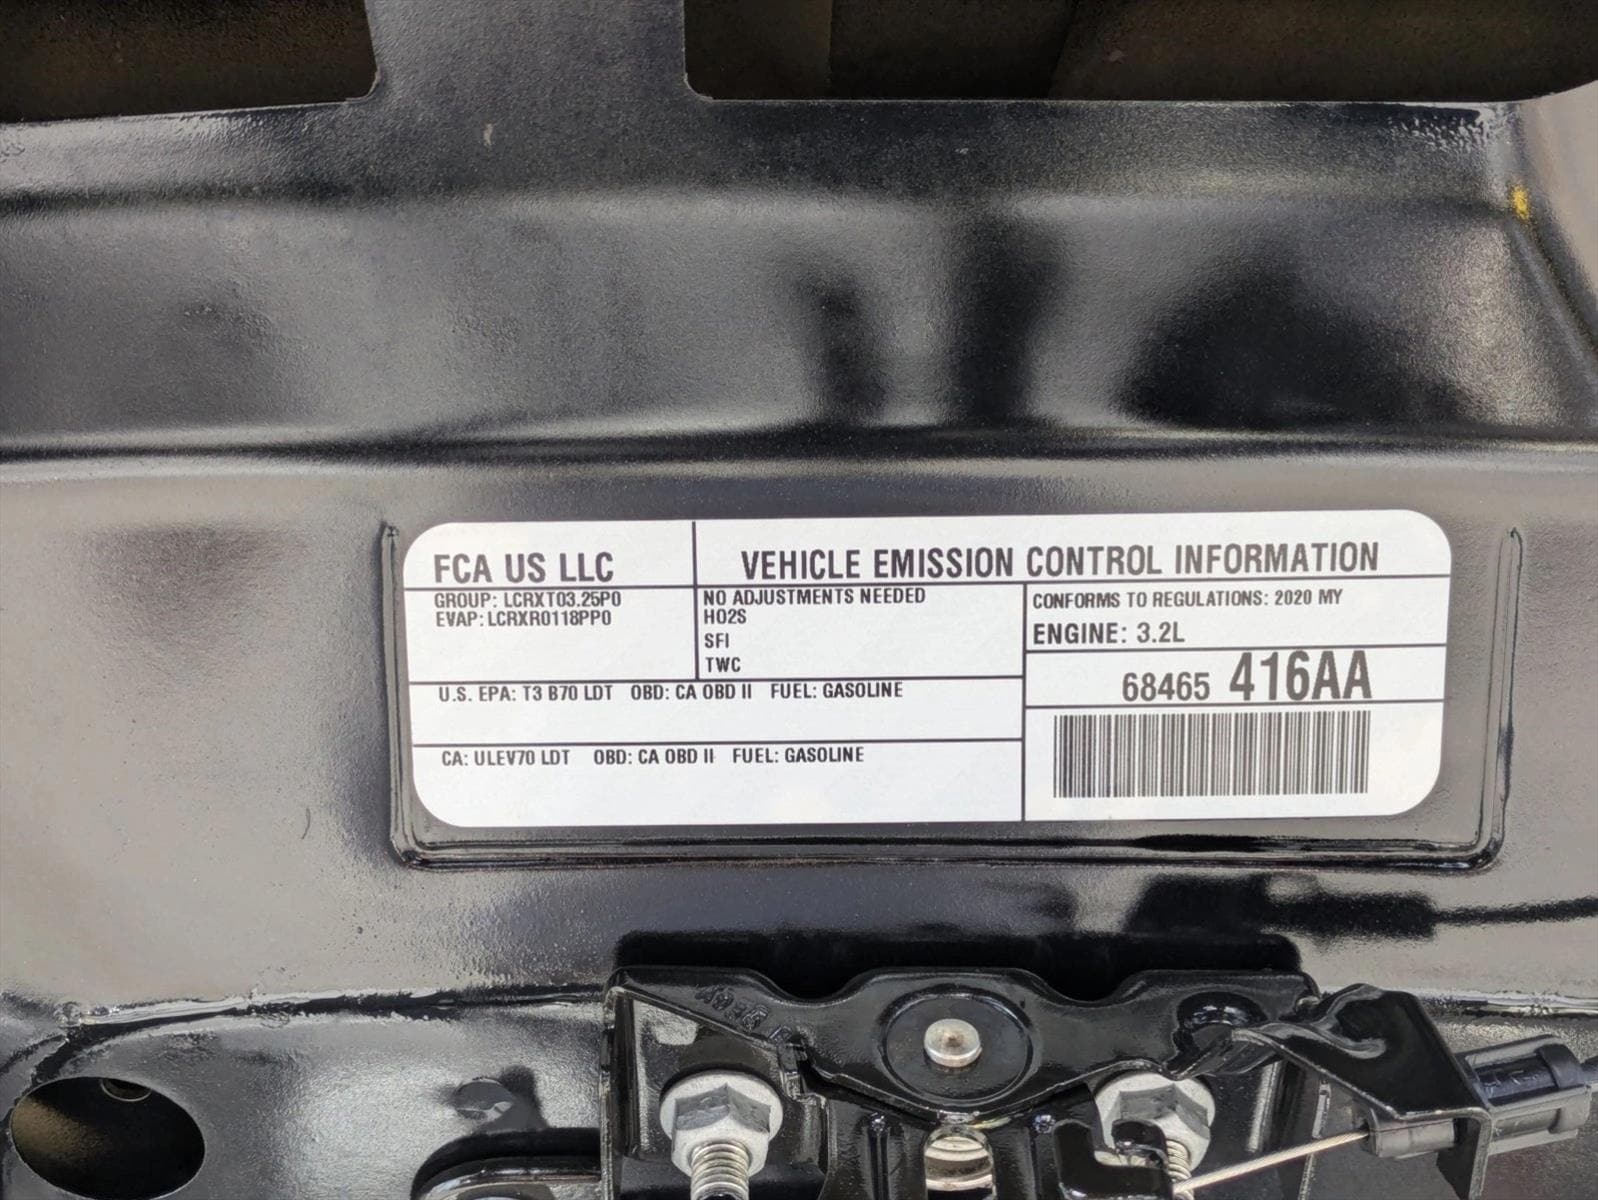 FCA US LLC
VEHICLE EMISSION CONTROL INFORMATION
GROUP: LCRXT03.25P0
EVAP: LCRXR0118PP0
NO ADJUSTMENTS NEEDED
HO2S
SFI
TWC
CONFORMS TO REGULATIONS: 2020 MY
ENGINE: 3.2L
68465 416AA
U.S. EPA: T3 B70 LDT OBD: CA OBD II FUEL: GASOLINE
CA: ULEV70 LDT OBD: CA OBD II FUEL: GASOLINE